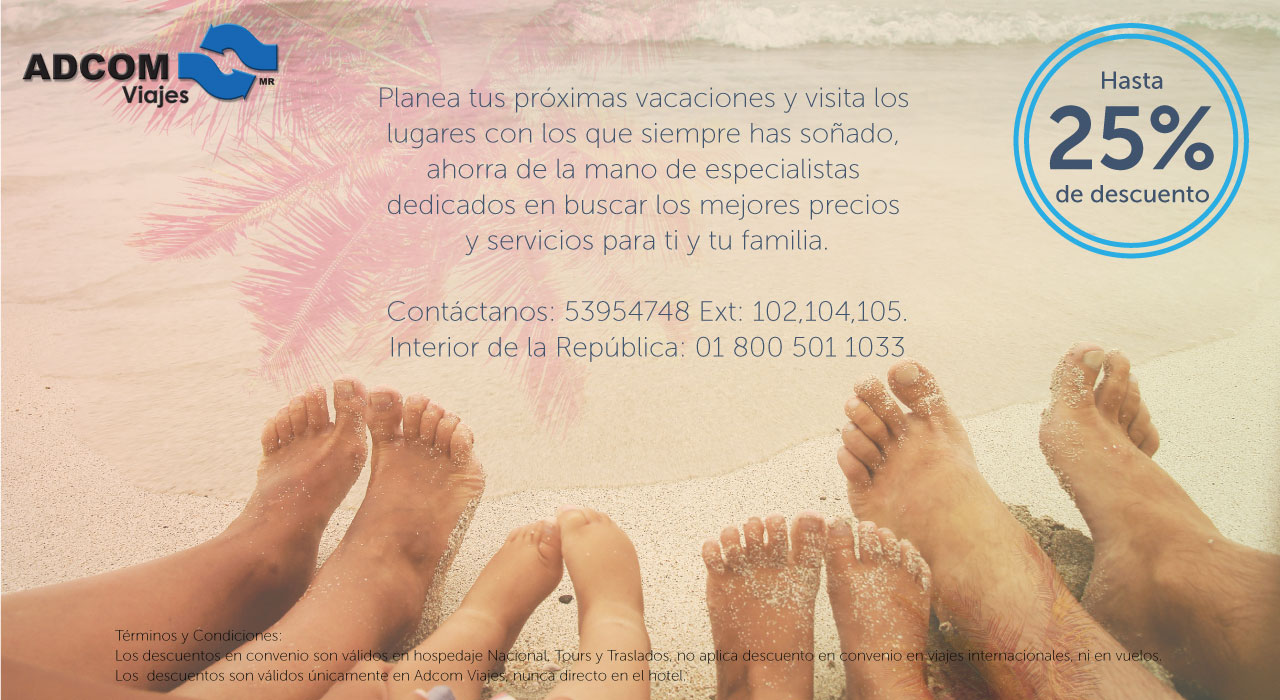 ADCOM
Viajes
MR
Planea tus próximas vacaciones y visita los
lugares con los que siempre has soñado,
ahorra de la mano de especialistas
dedicados en buscar los mejores precios
y servicios para ti y tu familia.
Contáctanos: 53954748 Ext: 102,104,105.
Interior de la República: 01 800 501 1033
Hasta
25%
de descuento
Términos y Condiciones:
Los descuentos en convenio son válidos en hospedaje Nacional, Tours y Traslados, no aplica descuento en convenio en viajes internacionales, ni en vuelos.
Los  descuentos son válidos únicamente en Adcom Viajes, nunca directo en el hotel.